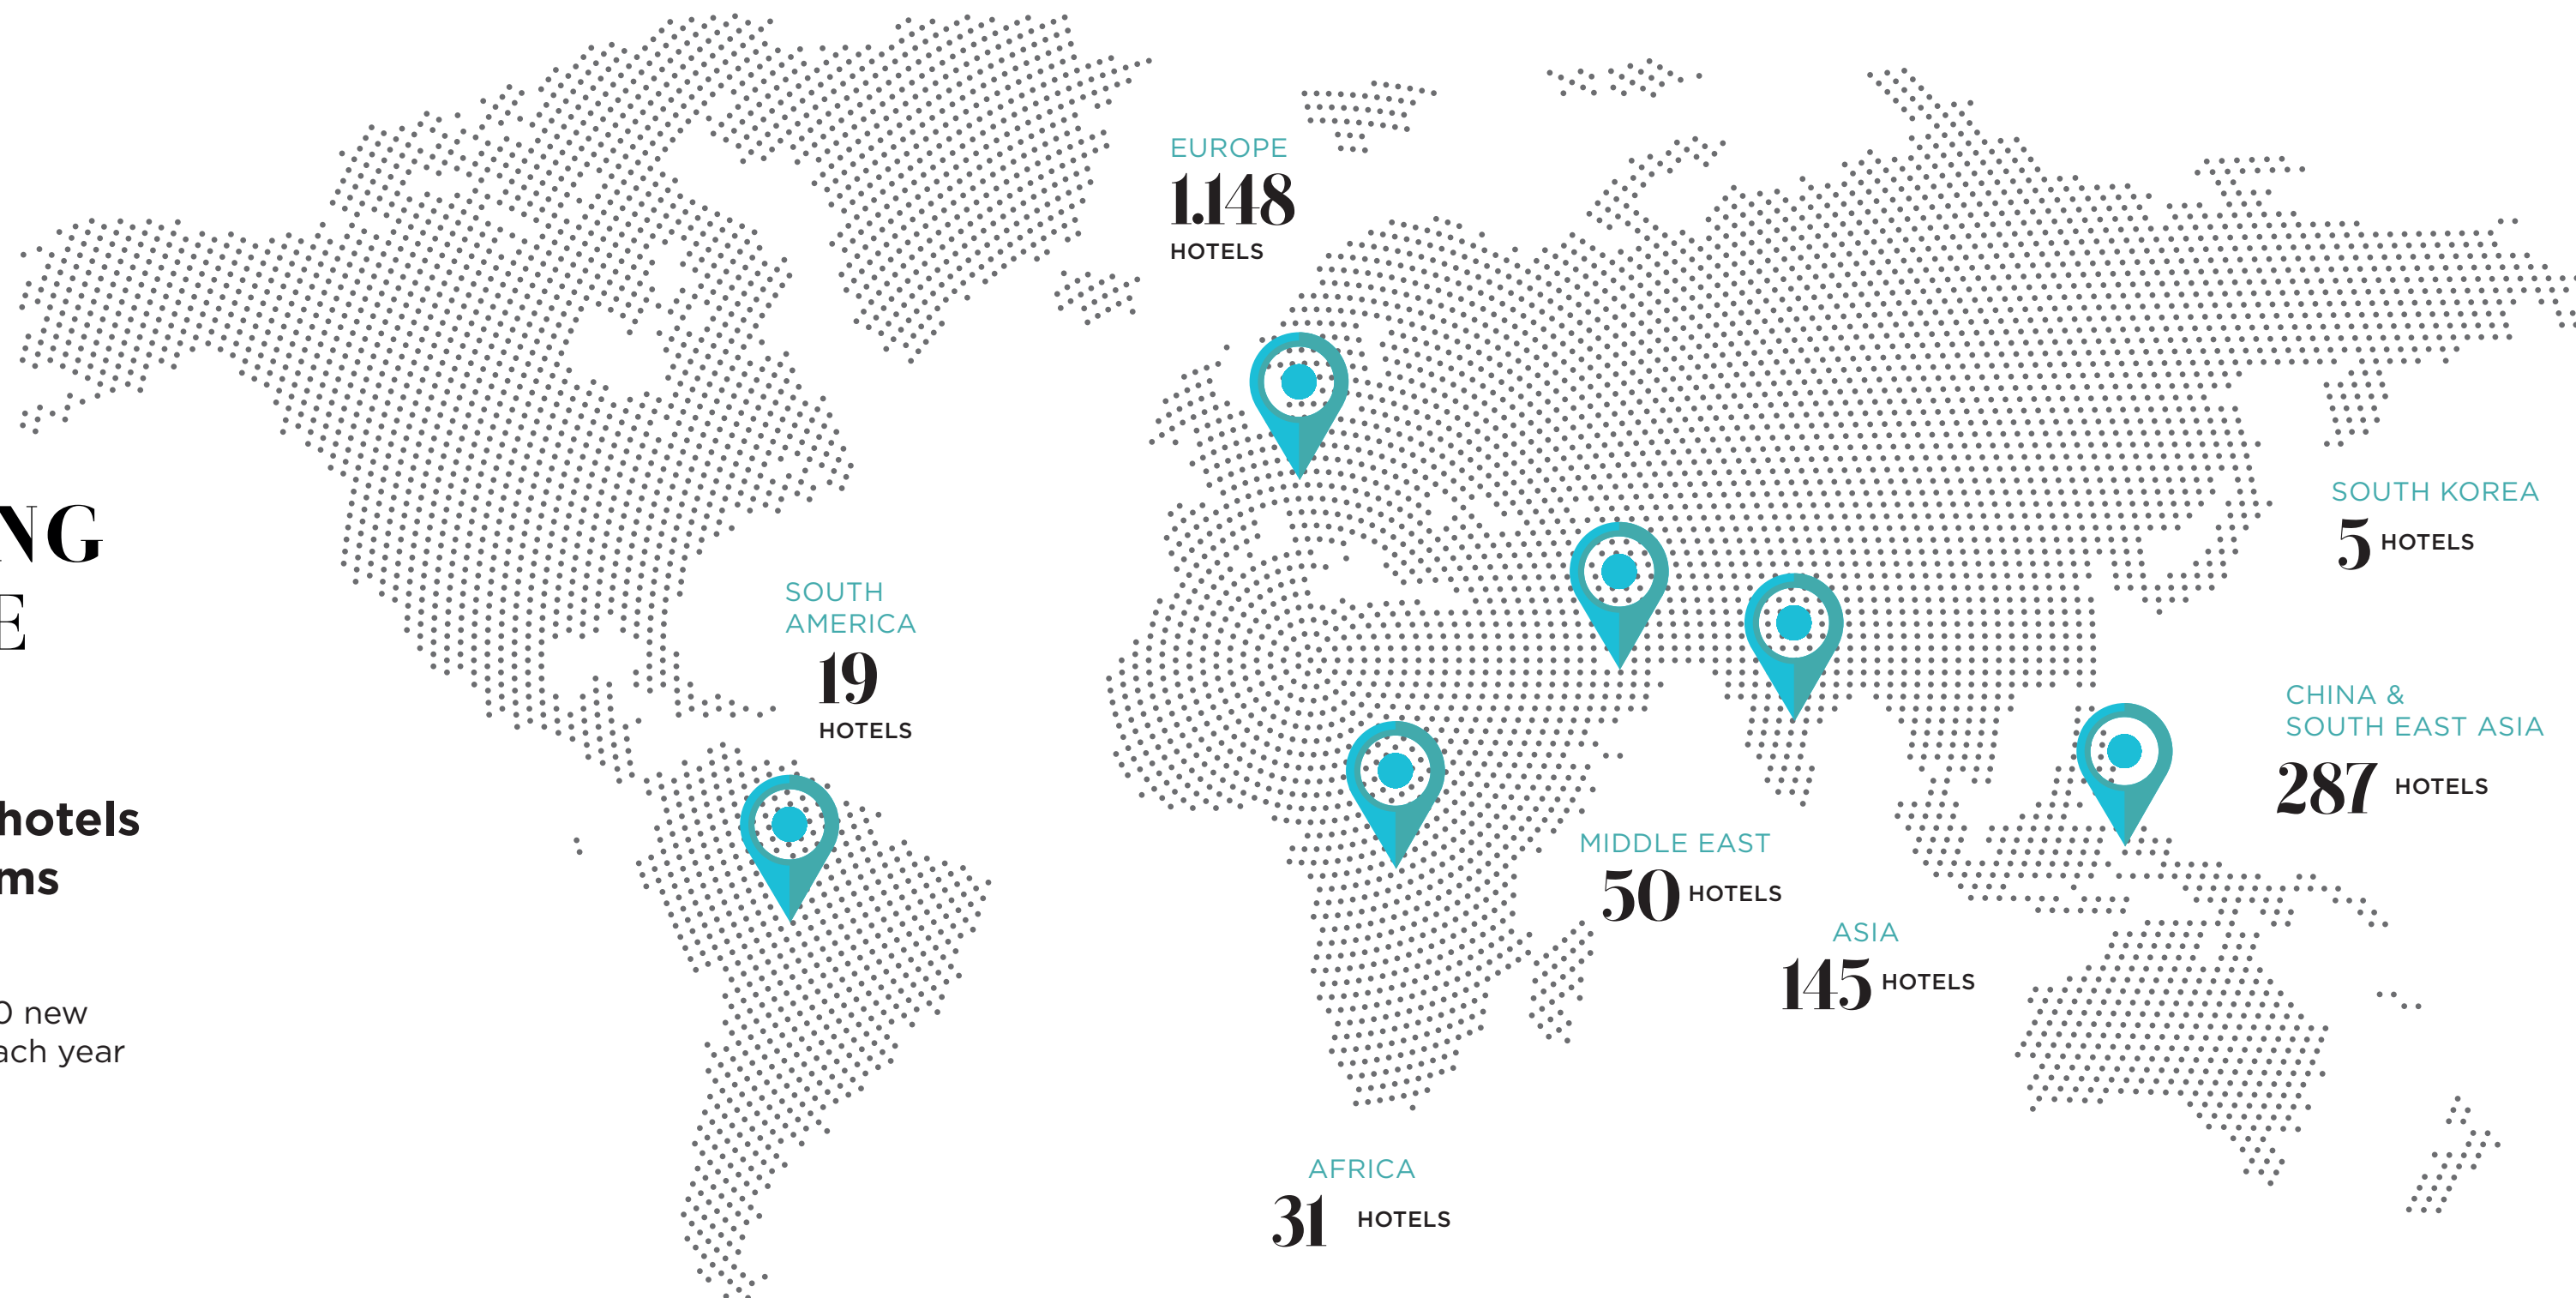 NG
E
hotels
ms
0 new
ach year
EUROPE
1.148
HOTELS
SOUTH
AMERICA
19
HOTELS
SOUTH KOREA
5 HOTELS
CHINA &
SOUTH EAST ASIA
287 HOTELS
MIDDLE EAST
50 HOTELS
ASIA
145 HOTELS
AFRICA
31 HOTELS